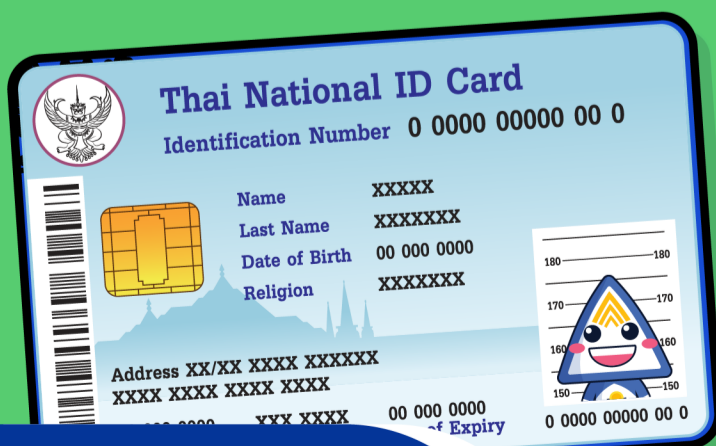 Thai National ID Card
Identification Number 0 0000 00000 00 0
Name XXXXX
Last Name XXXXXXX
Date of Birth 00 000 0000
Religion XXXXXXX
180 180
170 170
160 160
150 150
Address XX/XX XXXX XXXXXX
XXXX XXXX XXXX XXXX
0000 XXX XXXX 00 000 0000
of Expiry
0 0000 00000 00 0